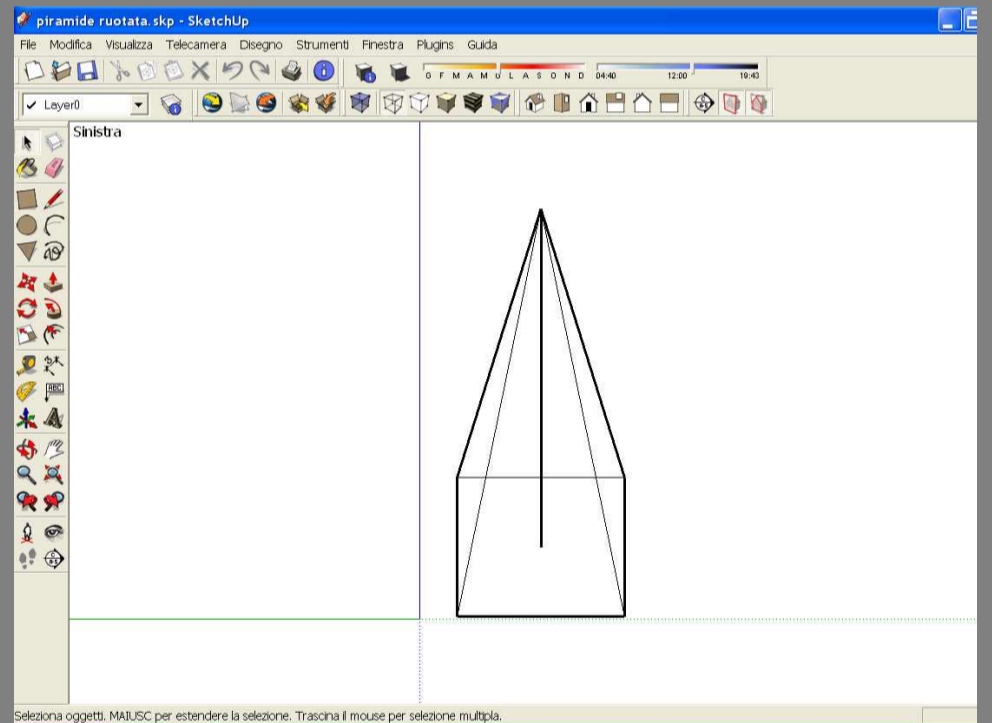 piramide ruotata.skp - SketchUp
File Modifica Visualizza Telecamera Disegno Strumenti Finestra Plugins Guida
G F M A M J L A S O N D 04:40 12:00 19:43
Layer0
Sinistra
ABC
Seleziona oggetti. MAIUSC per estendere la selezione. Trascina il mouse per selezione multipla.